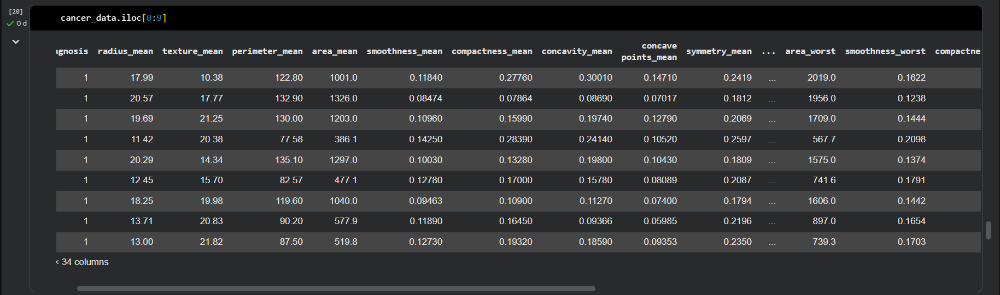 [20]
0 d
cancer_data.iloc[0:9]
agnosis radius_mean texture_mean perimeter_mean area_mean smoothness_mean compactness_mean concavity_mean concave points_mean symmetry_mean ... area_worst smoothness_worst compactne
1 17.99 10.38 122.80 1001.0 0.11840 0.27760 0.30010 0.14710 0.2419 ... 2019.0 0.1622
1 20.57 17.77 132.90 1326.0 0.08474 0.07864 0.08690 0.07017 0.1812 ... 1956.0 0.1238
1 19.69 21.25 130.00 1203.0 0.10960 0.15990 0.19740 0.12790 0.2069 ... 1709.0 0.1444
1 11.42 20.38 77.58 386.1 0.14250 0.28390 0.24140 0.10520 0.2597 ... 567.7 0.2098
1 20.29 14.34 135.10 1297.0 0.10030 0.13280 0.19800 0.10430 0.1809 ... 1575.0 0.1374
1 12.45 15.70 82.57 477.1 0.12780 0.17000 0.15780 0.08089 0.2087 ... 741.6 0.1791
1 18.25 19.98 119.60 1040.0 0.09463 0.10900 0.11270 0.07400 0.1794 ... 1606.0 0.1442
1 13.71 20.83 90.20 577.9 0.11890 0.16450 0.09366 0.05985 0.2196 ... 897.0 0.1654
1 13.00 21.82 87.50 519.8 0.12730 0.19320 0.18590 0.09353 0.2350 ... 739.3 0.1703
34 columns